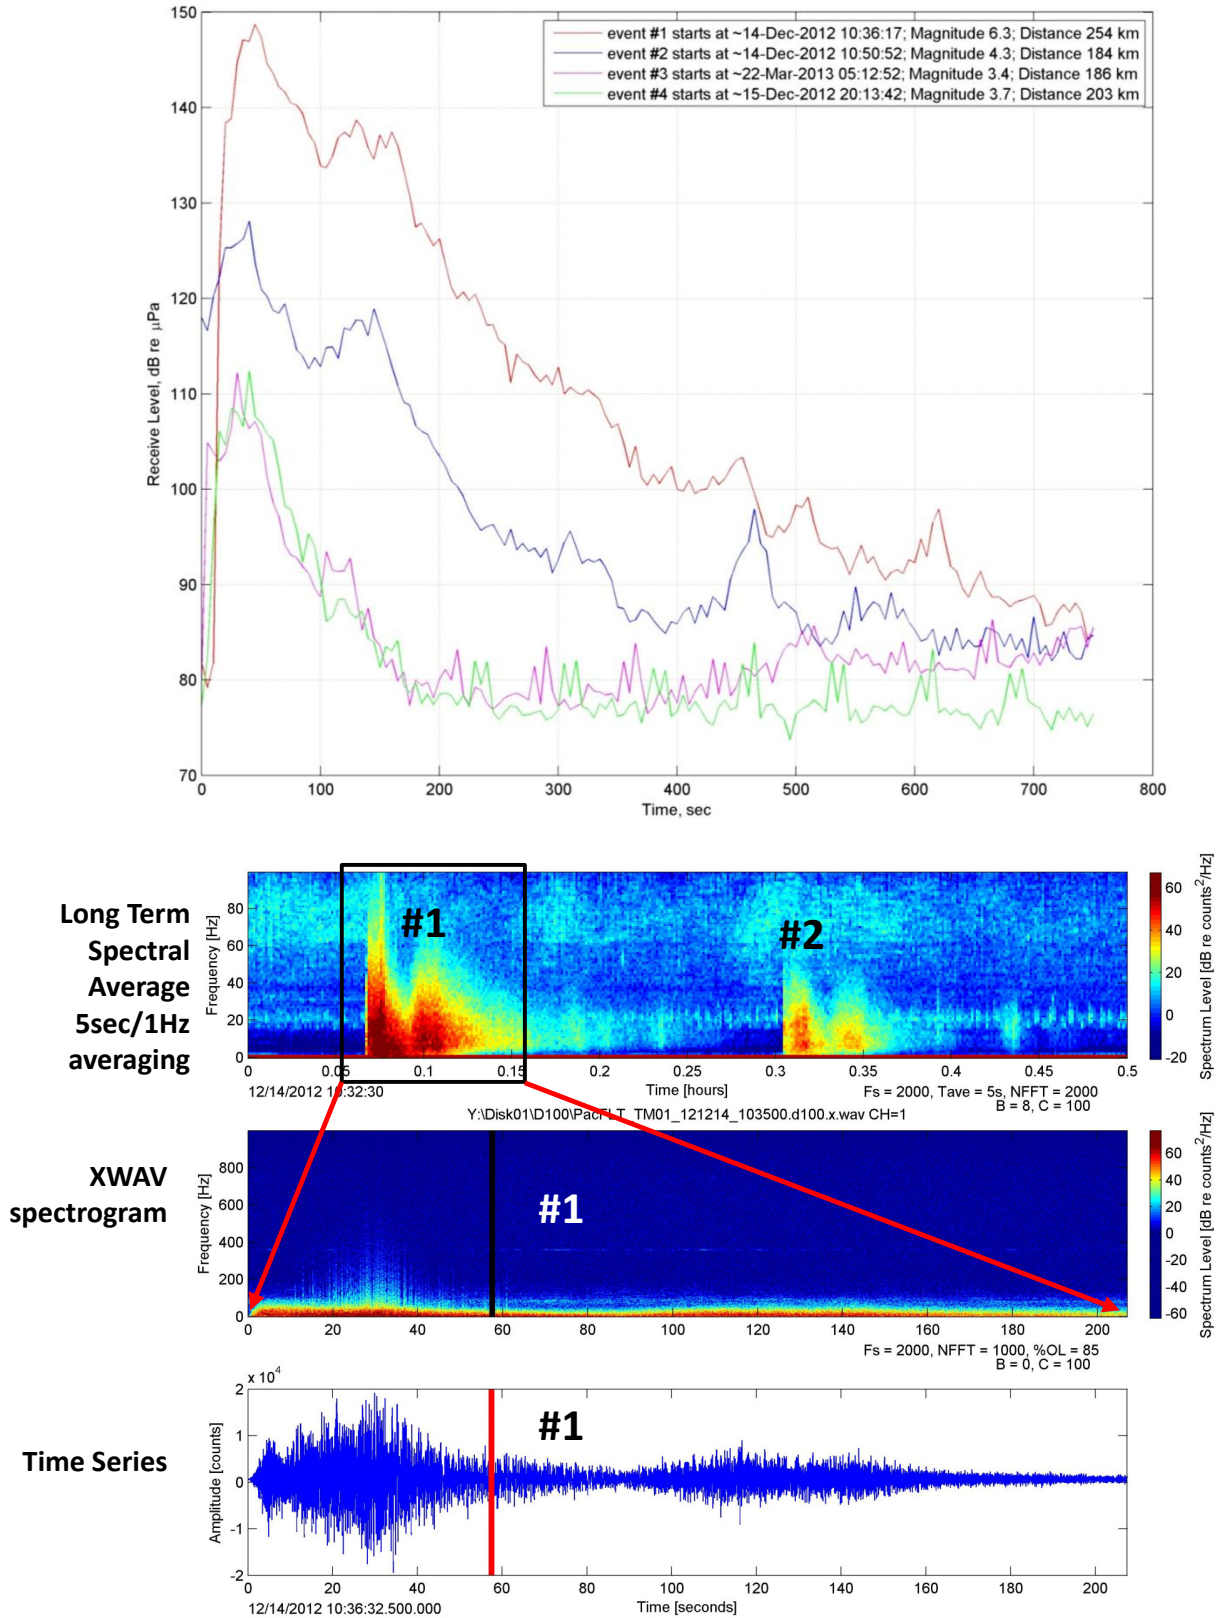 150
140
130
120
110
100
90
80
70
Receive Level, dB re μPa
event #1 starts at ~14-Dec-2012 10:36:17; Magnitude 6.3; Distance 254 km
event #2 starts at ~14-Dec-2012 10:50:52; Magnitude 4.3; Distance 184 km
event #3 starts at ~22-Mar-2013 05:12:52; Magnitude 3.4; Distance 186 km
event #4 starts at ~15-Dec-2012 20:13:42; Magnitude 3.7; Distance 203 km
0 100 200 300 400 500 600 700 800
Time, sec
Long Term
Spectral
Average
5sec/1Hz
averaging
Frequency [Hz]
80
60
40
20
0
#1
#2
60
40
20
0
-20
Spectrum Level [dB re counts²/Hz]
0 0.05 0.1 0.15 0.2 0.25 0.3 0.35 0.4 0.45 0.5
12/14/2012 10:32:30
Time [hours]
Fs = 2000, Tave = 5s, NFFT = 2000
B = 8, C = 100
Y:\Disk01\D100\PacFLT_TM01_121214_103500.d100.x.wav CH=1
XWAV
spectrogram
Frequency [Hz]
800
600
400
200
0
#1
60
40
20
0
-20
-40
-60
Spectrum Level [dB re counts²/Hz]
0 20 40 60 80 100 120 140 160 180 200
Fs = 2000, NFFT = 1000, %OL = 85
B = 0, C = 100
Time Series
x 10⁴
Amplitude [counts]
2
1
0
-1
-2
#1
0 20 40 60 80 100 120 140 160 180 200
12/14/2012 10:36:32.500.000
Time [seconds]